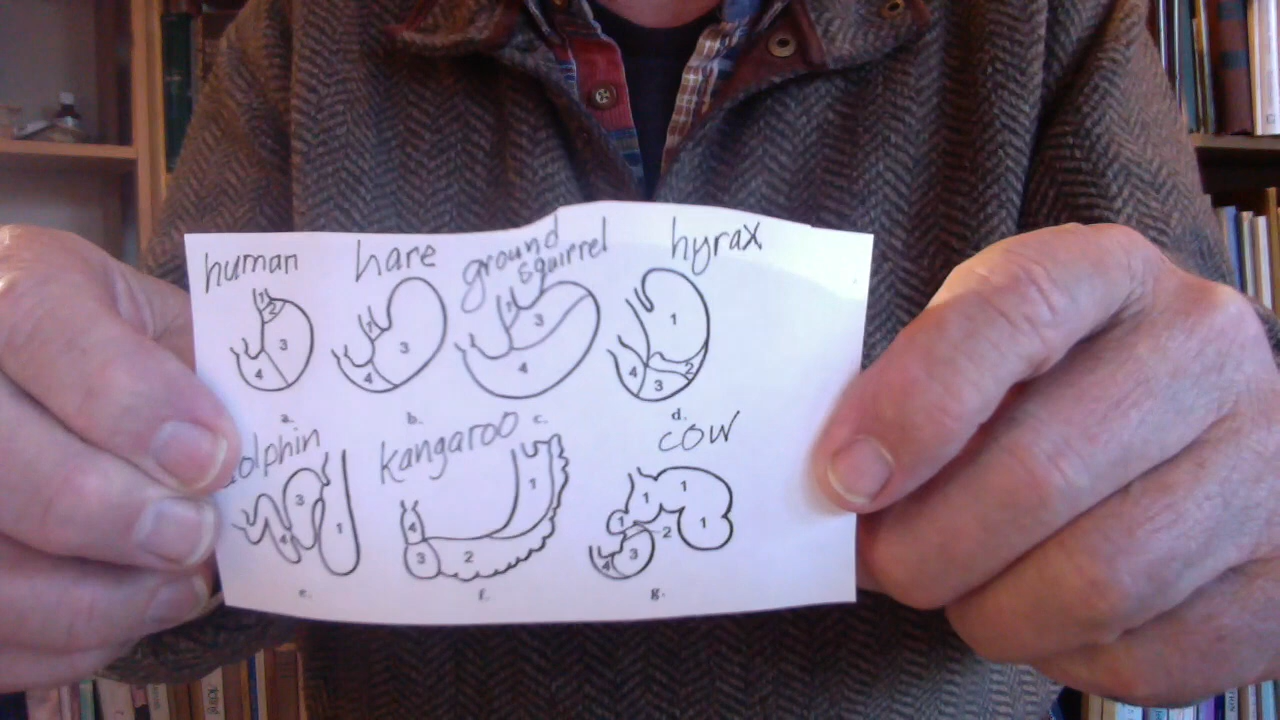 human hare ground squirrel hyrax
1 2 3 4 1 3 4 1 3 4 1 2 3 4
a. b. c. d.
olphin kangaroo cow
3 4 1 1 2 3 4 1 1 1 1 2 3 4
e. f. g.